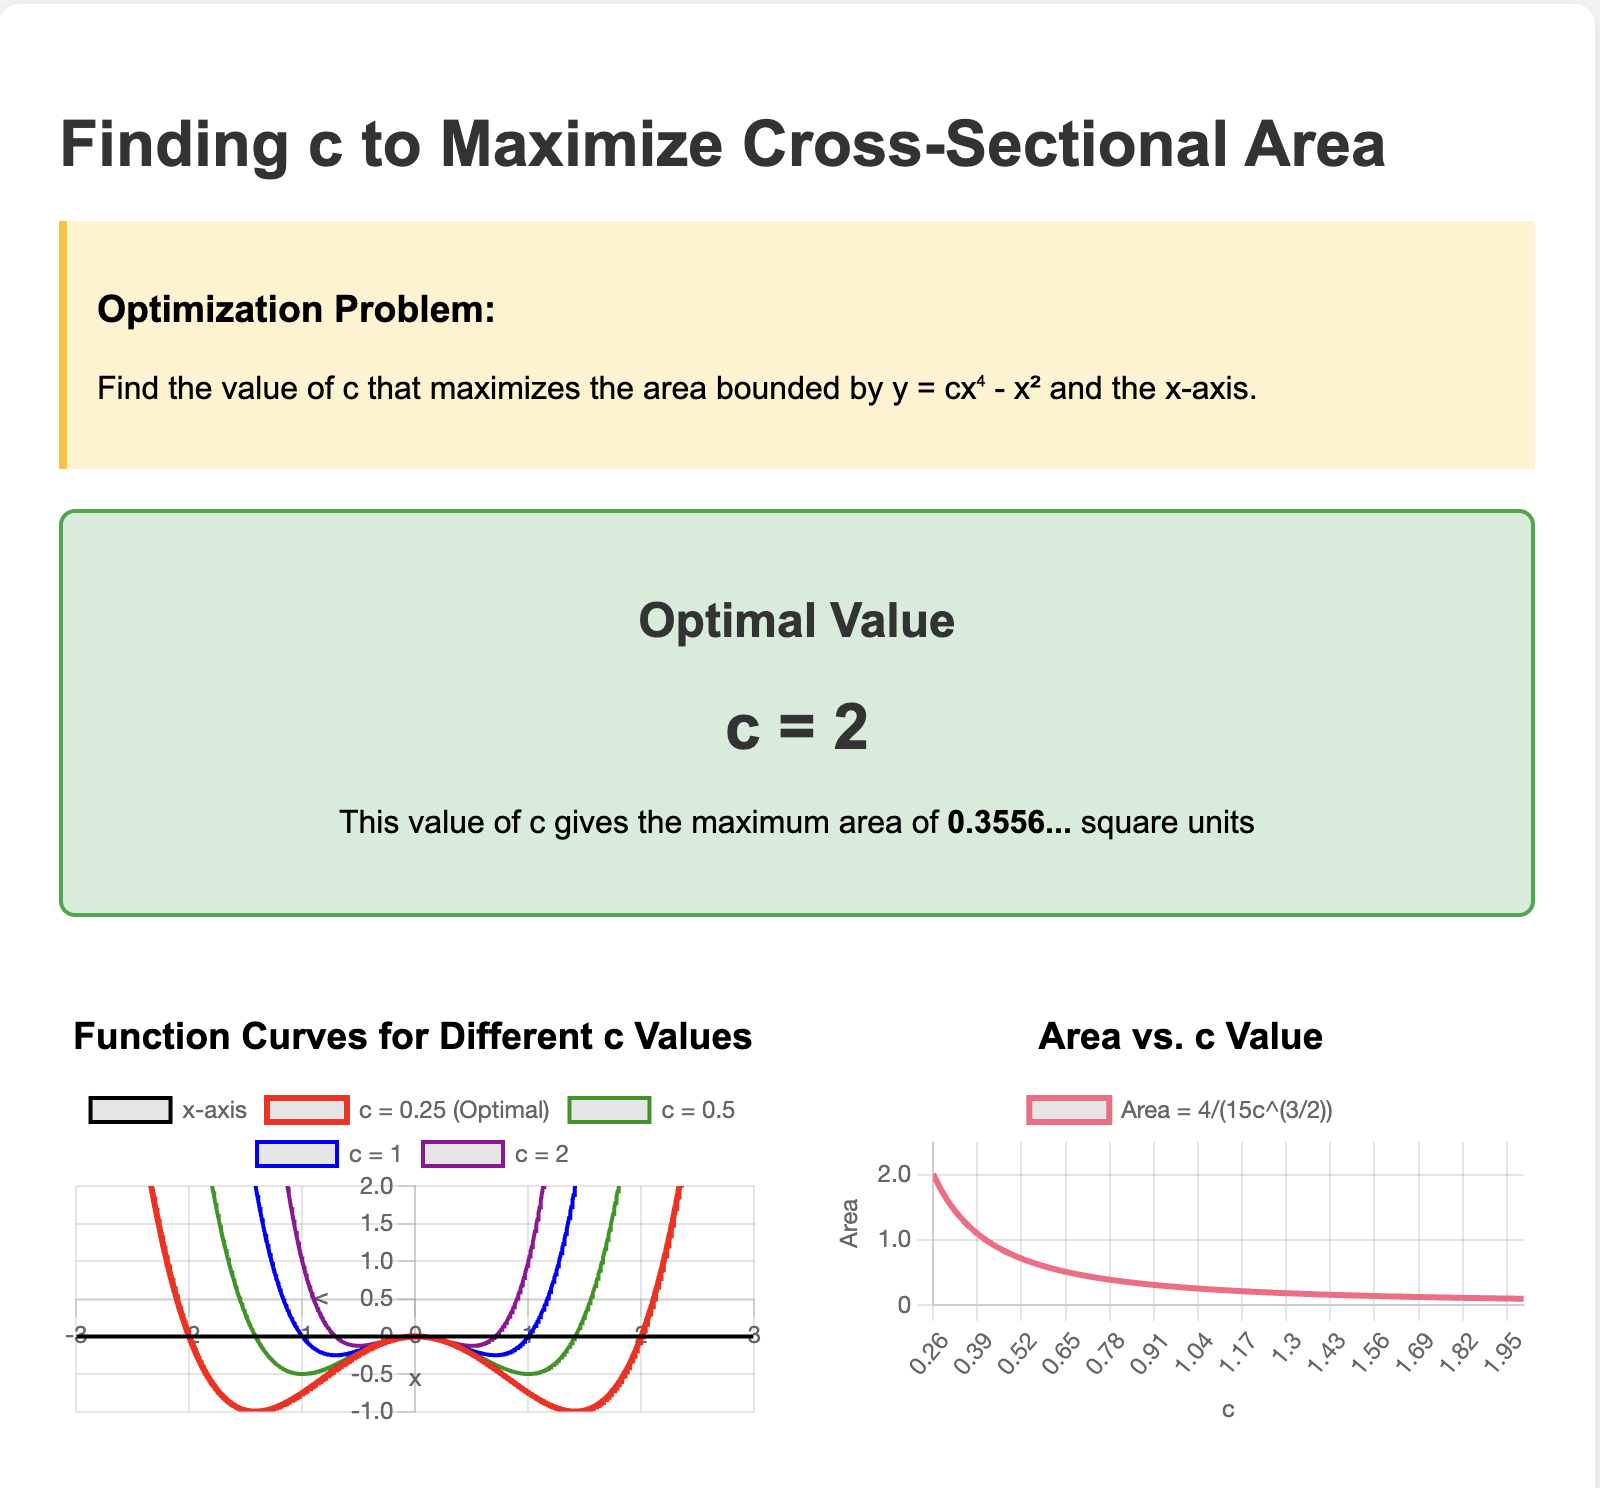 Finding c to Maximize Cross-Sectional Area
Optimization Problem:
Find the value of c that maximizes the area bounded by y = cx⁴ - x² and the x-axis.
Optimal Value
c = 2
This value of c gives the maximum area of 0.3556... square units
Function Curves for Different c Values
x-axis
c = 0.25 (Optimal)
c = 0.5
c = 1
c = 2
2.0
1.5
1.0
0.5
0
-0.5
-1.0
-3
-2
-1
0
1
2
3
x
Area vs. c Value
Area = 4/(15c^(3/2))
Area
2.0
1.0
0
0.26
0.39
0.52
0.65
0.78
0.91
1.04
1.17
1.3
1.43
1.56
1.69
1.82
1.95
c